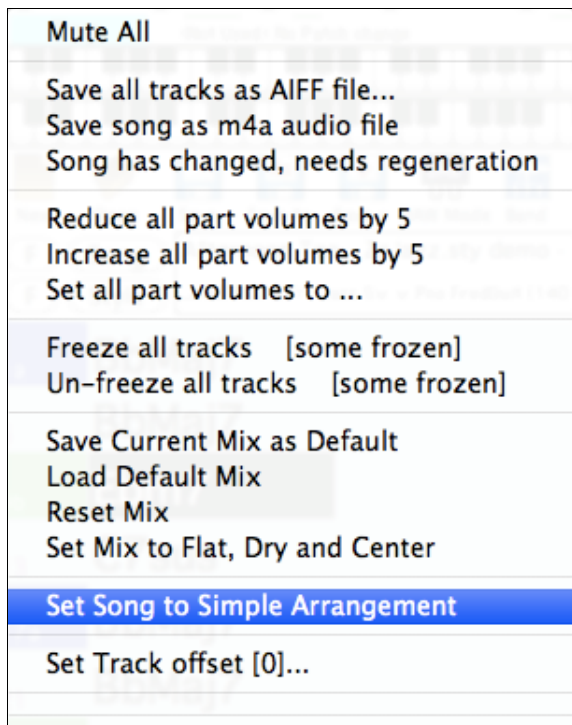 Mute All
Save all tracks as AIFF file...
Save song as m4a audio file
Song has changed, needs regeneration
Reduce all part volumes by 5
Increase all part volumes by 5
Set all part volumes to ...
Freeze all tracks [some frozen]
Un-freeze all tracks [some frozen]
Save Current Mix as Default
Load Default Mix
Reset Mix
Set Mix to Flat, Dry and Center
Set Song to Simple Arrangement
Set Track offset [0]...